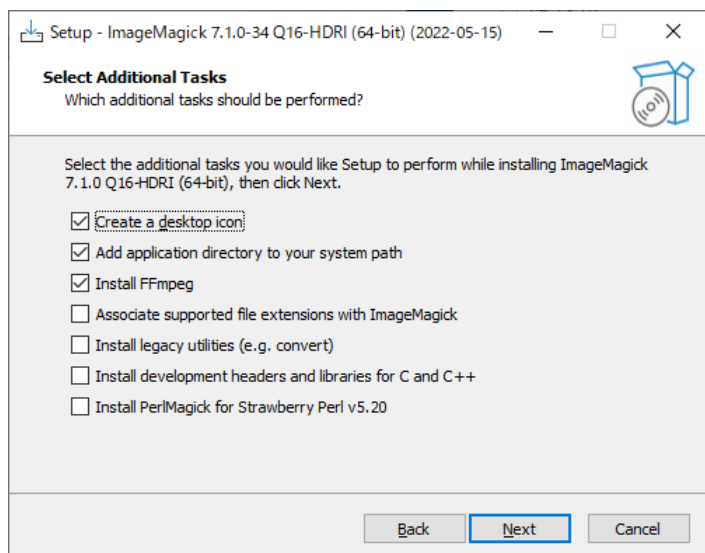 Setup - ImageMagick 7.1.0-34 Q16-HDRI (64-bit) (2022-05-15)
Select Additional Tasks
Which additional tasks should be performed?
Select the additional tasks you would like Setup to perform while installing ImageMagick
7.1.0 Q16-HDRI (64-bit), then click Next.
Create a desktop icon
Add application directory to your system path
Install FFmpeg
Associate supported file extensions with ImageMagick
Install legacy utilities (e.g. convert)
Install development headers and libraries for C and C++
Install PerlMagick for Strawberry Perl v5.20
Back Next Cancel